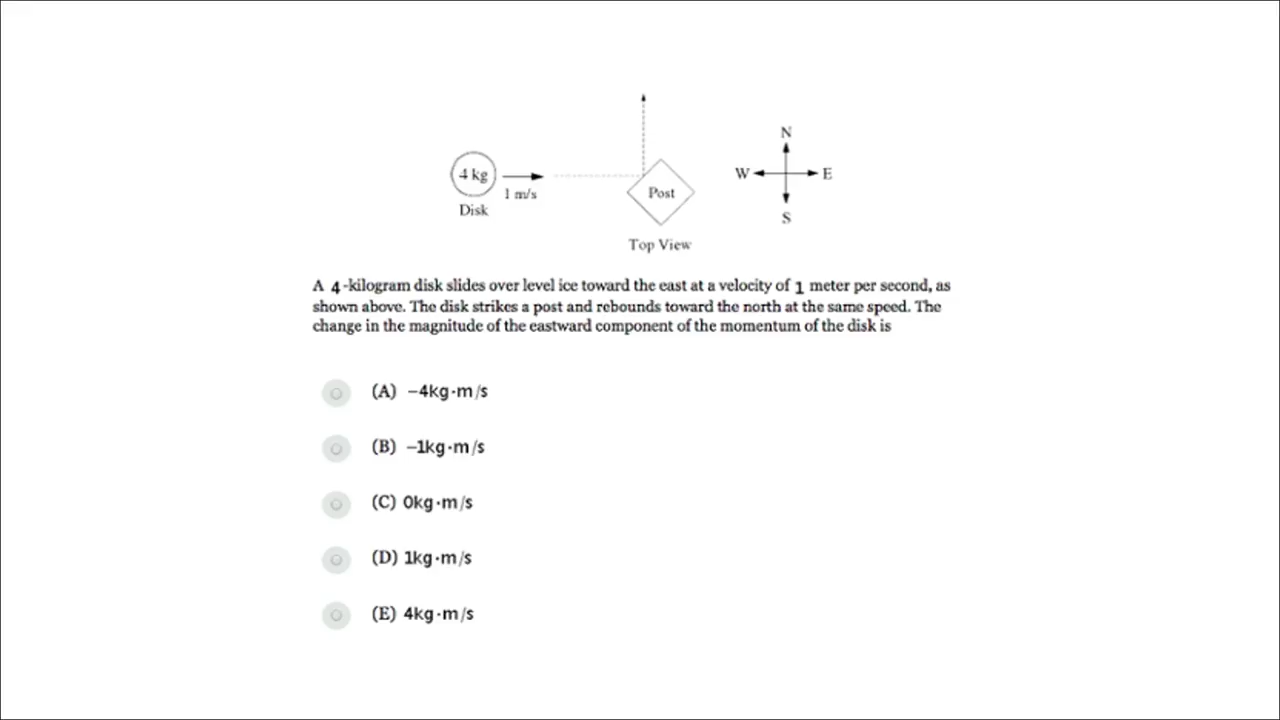 N
4 kg
W
E
1 m/s
Post
Disk
S
Top View
A 4-kilogram disk slides over level ice toward the east at a velocity of 1 meter per second, as
shown above. The disk strikes a post and rebounds toward the north at the same speed. The
change in the magnitude of the eastward component of the momentum of the disk is
(A) −4kg·m/s
(B) −1kg·m/s
(C) 0kg·m/s
(D) 1kg·m/s
(E) 4kg·m/s